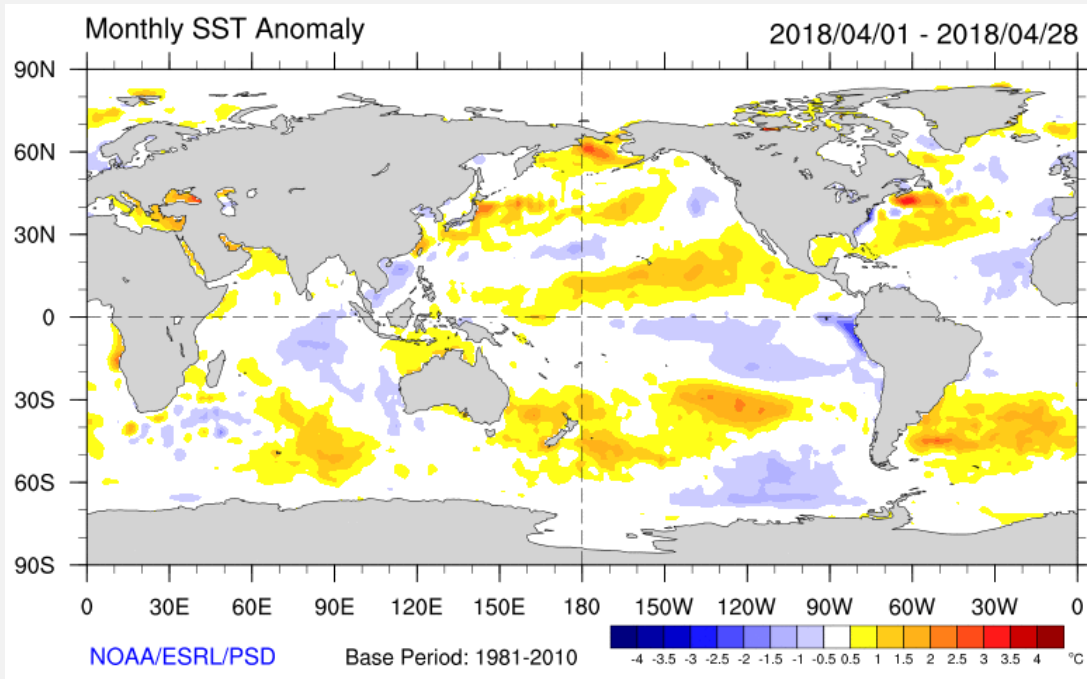 Monthly SST Anomaly 2018/04/01 - 2018/04/28
90N
60N
30N
0
30S
60S
90S
0 30E 60E 90E 120E 150E 180 150W 120W 90W 60W 30W 0
NOAA/ESRL/PSD Base Period: 1981-2010
-4 -3.5 -3 -2.5 -2 -1.5 -1 -0.5 0.5 1 1.5 2 2.5 3 3.5 4 °C